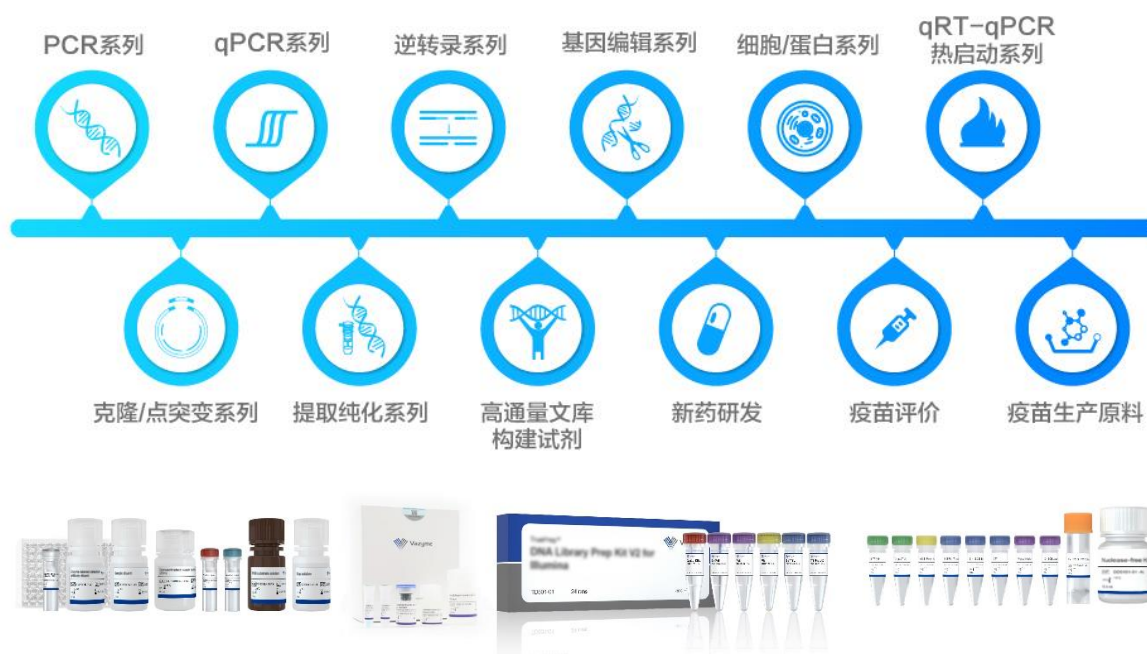 PCR系列
qPCR系列
逆转录系列
基因编辑系列
细胞/蛋白系列
qRT-qPCR
热启动系列
克隆/点突变系列
提取纯化系列
高通量文库
构建试剂
新药研发
疫苗评价
疫苗生产原料
Vazyme
DNA Library Prep Kit V2 for
Illumina